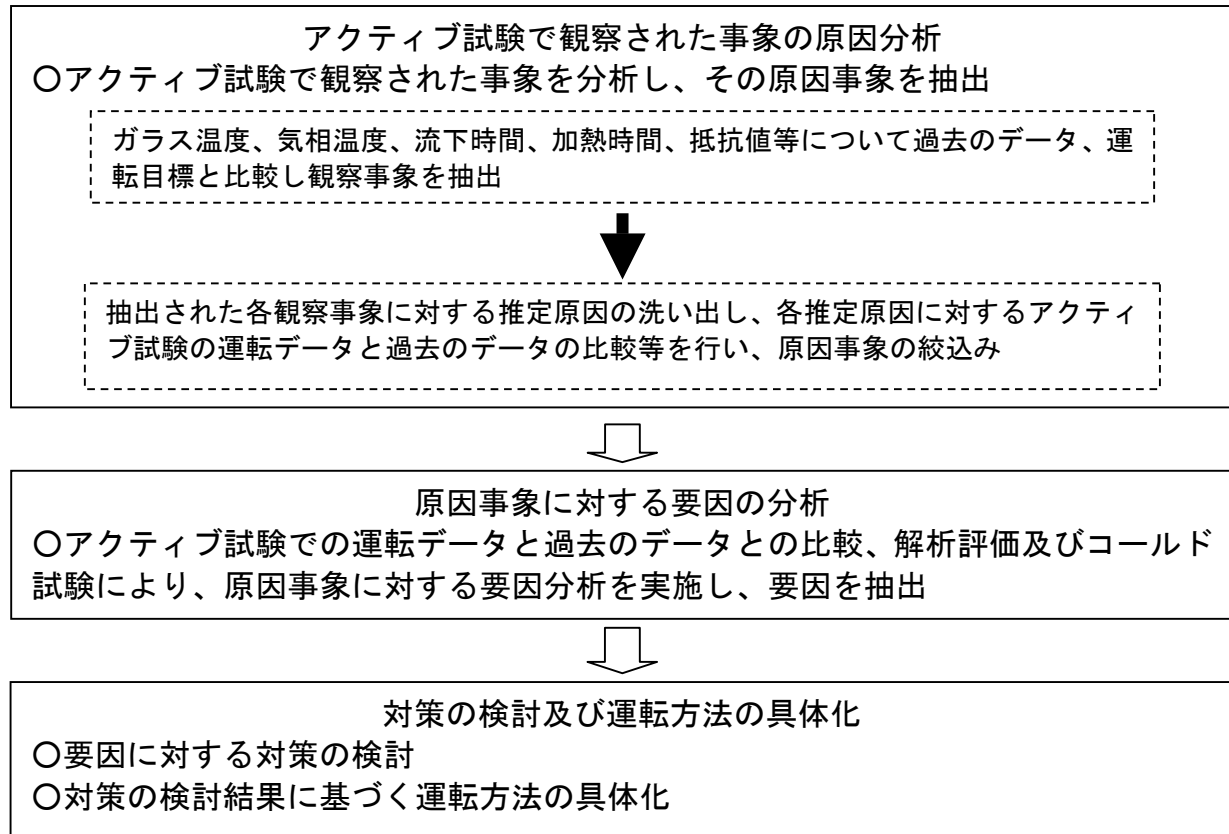 アクティブ試験で観察された事象の原因分析
〇アクティブ試験で観察された事象を分析し、その原因事象を抽出
ガラス温度、気相温度、流下時間、加熱時間、抵抗値等について過去のデータ、運
転目標と比較し観察事象を抽出
抽出された各観察事象に対する推定原因の洗い出し、各推定原因に対するアクティ
ブ試験の運転データと過去のデータの比較等を行い、原因事象の絞込み
原因事象に対する要因の分析
〇アクティブ試験での運転データと過去のデータとの比較、解析評価及びコールド
試験により、原因事象に対する要因分析を実施し、要因を抽出
対策の検討及び運転方法の具体化
〇要因に対する対策の検討
〇対策の検討結果に基づく運転方法の具体化